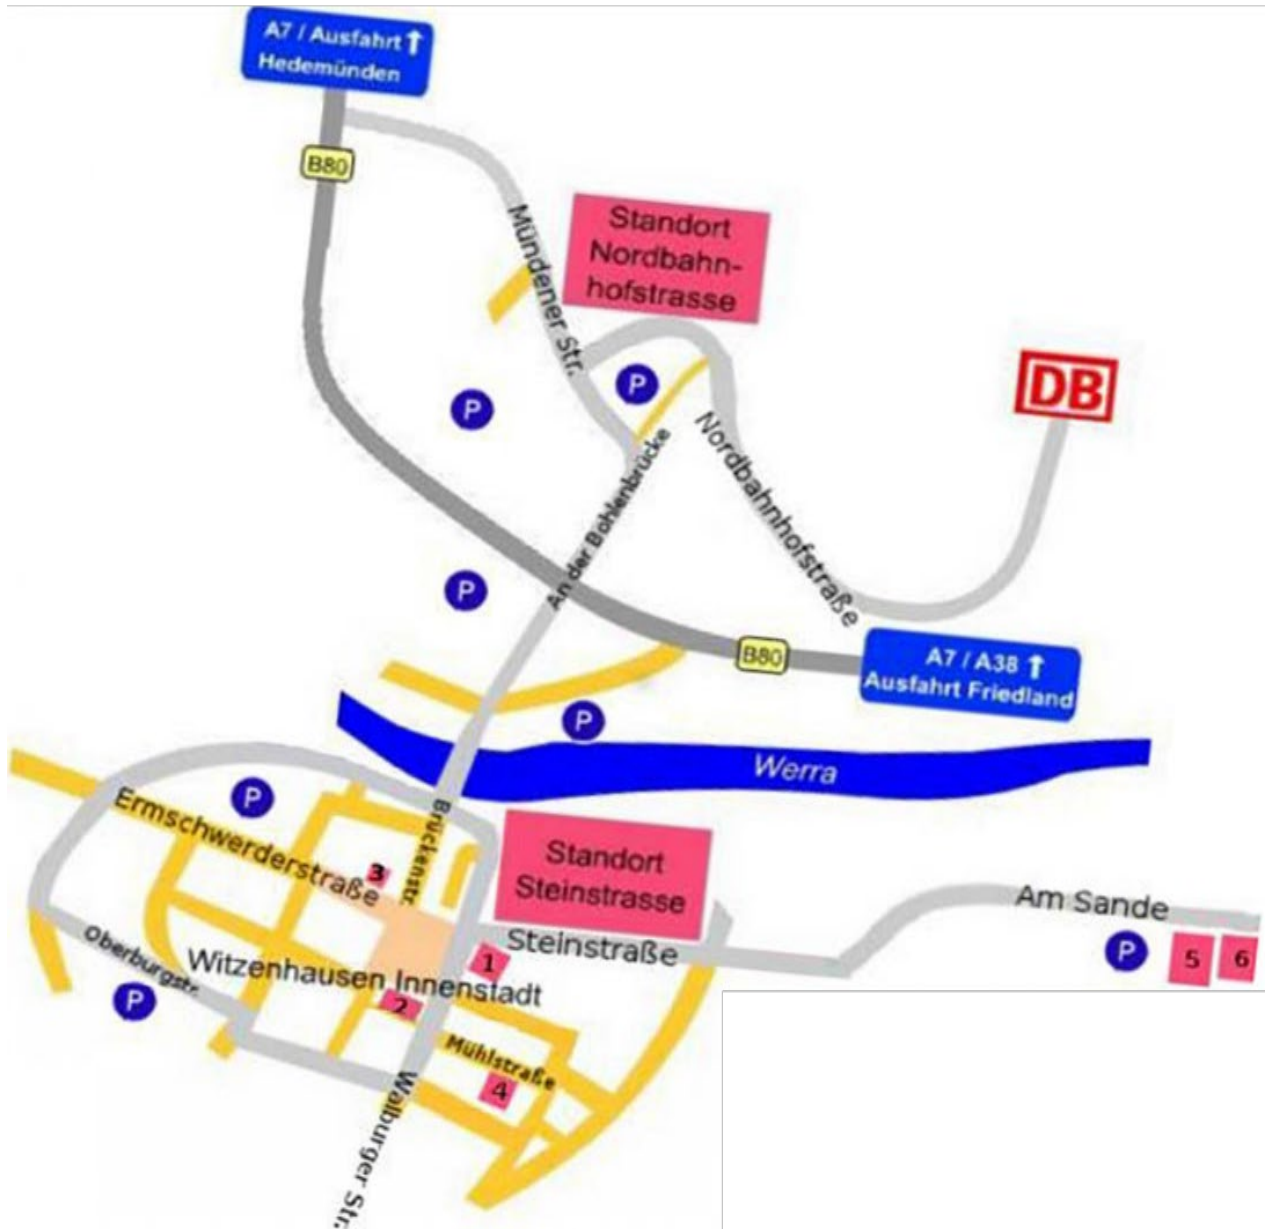 A7 / Ausfahrt ↑
Hedemünden
B80
Mündener Str.
Standort
Nordbahn-
hofstrasse
P
P
DB
Nordbahnhofstraße
An der Bohlenbrücke
P
B80
A7 / A38 ↑
Ausfahrt Friedland
P
Werra
P
Ermschwerderstraße
Brückenstr.
3
Standort
Steinstrasse
Am Sande
Steinstraße
P
5
6
1
Oberburgstr.
Witzenhausen Innenstadt
P
2
Mühlstraße
4
Walburger Str.